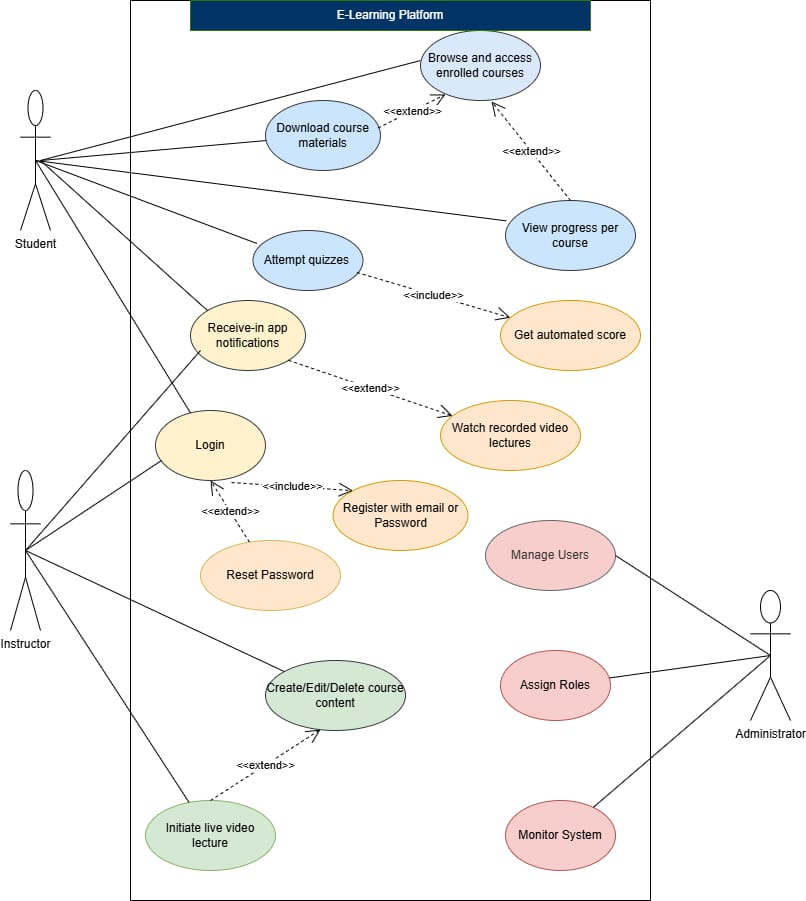 E-Learning Platform
Browse and access
enrolled courses
<<extend>>
Download course
materials
<<extend>>
View progress per
course
Student
Attempt quizzes
<<include>>
Receive-in app
notifications
Get automated score
<<extend>>
Watch recorded video
lectures
Login
<<include>>
Register with email or
Password
<<extend>>
Reset Password
Manage Users
Instructor
Create/Edit/Delete course
content
Assign Roles
Administrator
<<extend>>
Initiate live video
lecture
Monitor System